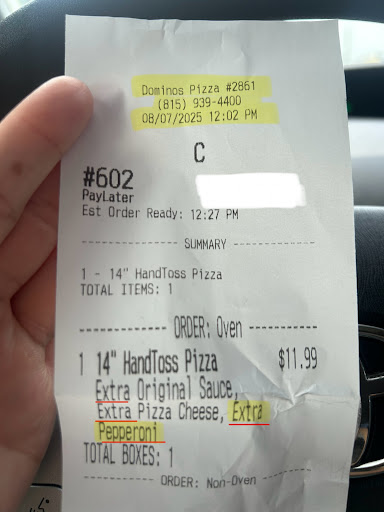 Dominos Pizza #2861
(815) 939-4400
08/07/2025 12:02 PM
C
#602
PayLater
Est Order Ready: 12:27 PM
SUMMARY
1 - 14" HandToss Pizza
TOTAL ITEMS: 1
ORDER: Oven
1 14" HandToss Pizza $11.99
Extra Original Sauce,
Extra Pizza Cheese, Extra
Pepperoni
TOTAL BOXES: 1
ORDER: Non-Oven